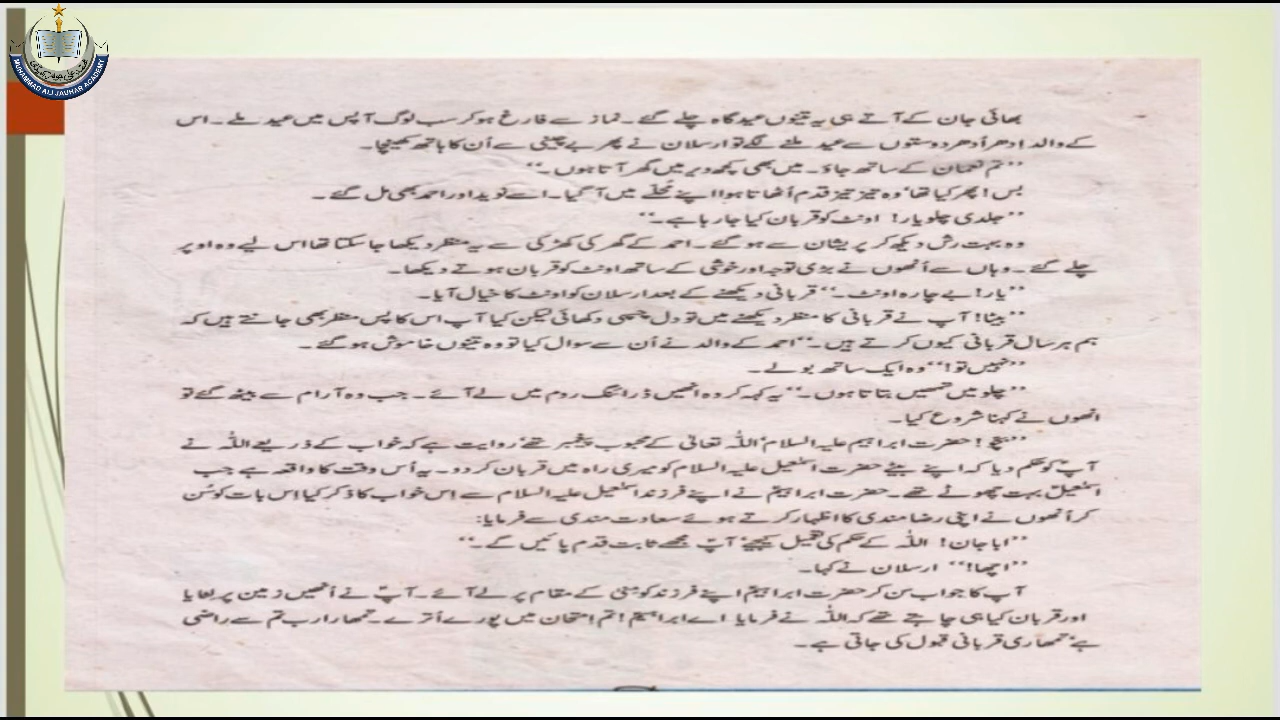 MUHAMMAD ALI JAUHAR ACADEMY
بھائی جان کے آتے ہی یہ تینوں عید گاہ چلے گئے۔ نماز سے فارغ ہو کر سب لوگ آپس میں عید ملے۔ اس
کے والد اِدھر اُدھر دوستوں سے عید ملنے لگے تو ارسلان نے پھر بے چینی سے اُن کا ہاتھ کھینچا۔
’’تم نعمان کے ساتھ جاؤ۔ میں بھی کچھ دیر میں گھر آتا ہوں۔‘‘
بس! پھر کیا تھا وہ تیز تیز قدم اُٹھاتا ہوا اپنے محلّے میں آ گیا۔ اسے نوید اور احمد بھی مل گئے۔
’’جلدی چلو یار! اونٹ کو قربان کیا جا رہا ہے۔‘‘
وہ بہت رش دیکھ کر پریشان سے ہو گئے۔ احمد کے گھر کی کھڑکی سے یہ منظر دیکھا جا سکتا تھا اس لیے وہ اوپر
چلے گئے۔ وہاں سے اُنھوں نے بڑی توجہ اور خوشی کے ساتھ اونٹ کو قربان ہوتے دیکھا۔
’’یار! بے چارہ اونٹ۔‘‘ قربانی دیکھنے کے بعد ارسلان کو اونٹ کا خیال آیا۔
’’بیٹا! آپ نے قربانی کا منظر دیکھنے میں تو دل چسپی دکھائی لیکن کیا آپ اس کا پس منظر بھی جانتے ہیں کہ
ہم ہر سال قربانی کیوں کرتے ہیں۔‘‘ احمد کے والد نے اُن سے سوال کیا تو وہ تینوں خاموش ہو گئے۔
’’نہیں تو!‘‘ وہ ایک ساتھ بولے۔
’’چلو میں تمھیں بتاتا ہوں۔‘‘ یہ کہہ کر وہ انھیں ڈرائنگ روم میں لے آئے۔ جب وہ آرام سے بیٹھ گئے تو
انھوں نے کہنا شروع کیا۔
’’بچّو! حضرت ابراہیم علیہ السلام اللّٰہ تعالیٰ کے محبوب پیغمبر تھے‘ روایت ہے کہ خواب کے ذریعے اللّٰہ نے
آپؑ کو حکم دیا کہ اپنے بیٹے حضرت اسمٰعیل علیہ السلام کو میری راہ میں قربان کر دو۔ یہ اُس وقت کا واقعہ ہے جب
اسمٰعیلؑ بہت چھوٹے تھے۔ حضرت ابراہیمؑ نے اپنے فرزند اسمٰعیل علیہ السلام سے اِس خواب کا ذکر کیا اِس بات کو سُن
کر اُنھوں نے اپنی رضا مندی کا اظہار کرتے ہوئے سعادت مندی سے فرمایا:
’’ابا جان! اللّٰہ کے حکم کی تعمیل کیجیے‘ آپؑ مجھے ثابت قدم پائیں گے۔‘‘
’’اچھا!‘‘ ارسلان نے کہا۔
آپ کا جواب سن کر حضرت ابراہیمؑ اپنے فرزند کو منٰی کے مقام پر لے آئے۔ آپؑ نے اُنھیں زمین پر لٹایا
اور قربان کیا ہی چاہتے تھے کہ اللّٰہ نے فرمایا اے ابراہیمؑ! تم امتحان میں پورے اُترے۔ تمھارا رب تم سے راضی
ہے‘ تمھاری قربانی قبول کی جاتی ہے۔